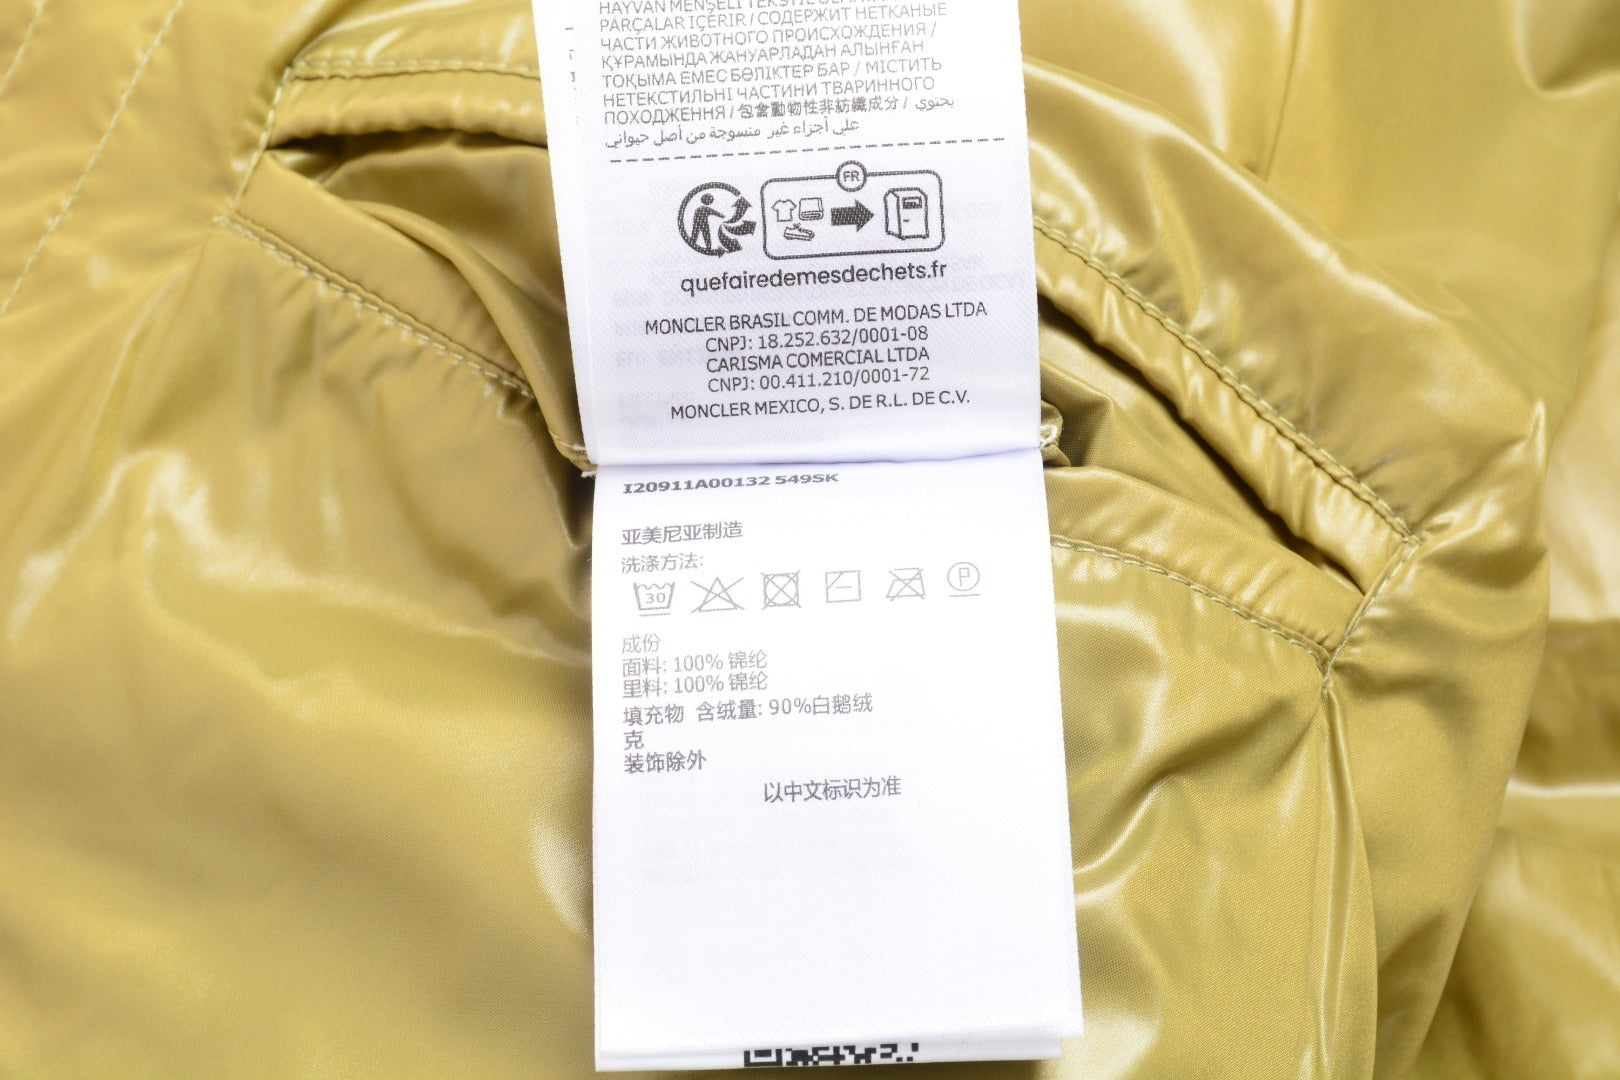 HAYVAN MENŞELİ TEKSTİL
PARÇALAR İÇERİR / СОДЕРЖИТ НЕТКАНЫЕ
ЧАСТИ ЖИВОТНОГО ПРОИСХОЖДЕНИЯ /
ҚҰРАМЫНДА ЖАНУАРЛАДАН АЛЫНҒАН
ТОҚЫМА ЕМЕС БӨЛІКТЕР БАР / МІСТИТЬ
НЕТЕКСТИЛЬНІ ЧАСТИНИ ТВАРИННОГО
ПОХОДЖЕННЯ / 包含動物性非紡織成分 / يحتوي
على أجزاء غير منسوجة من أصل حيواني
FR
quefairedemesdechets.fr
MONCLER BRASIL COMM. DE MODAS LTDA
CNPJ: 18.252.632/0001-08
CARISMA COMERCIAL LTDA
CNPJ: 00.411.210/0001-72
MONCLER MEXICO, S. DE R.L. DE C.V.
I20911A00132 549SK
亚美尼亚制造
洗涤方法:
30 P
成份
面料: 100% 锦纶
里料: 100% 锦纶
填充物 含绒量: 90%白鹅绒
克
装饰除外
以中文标识为准